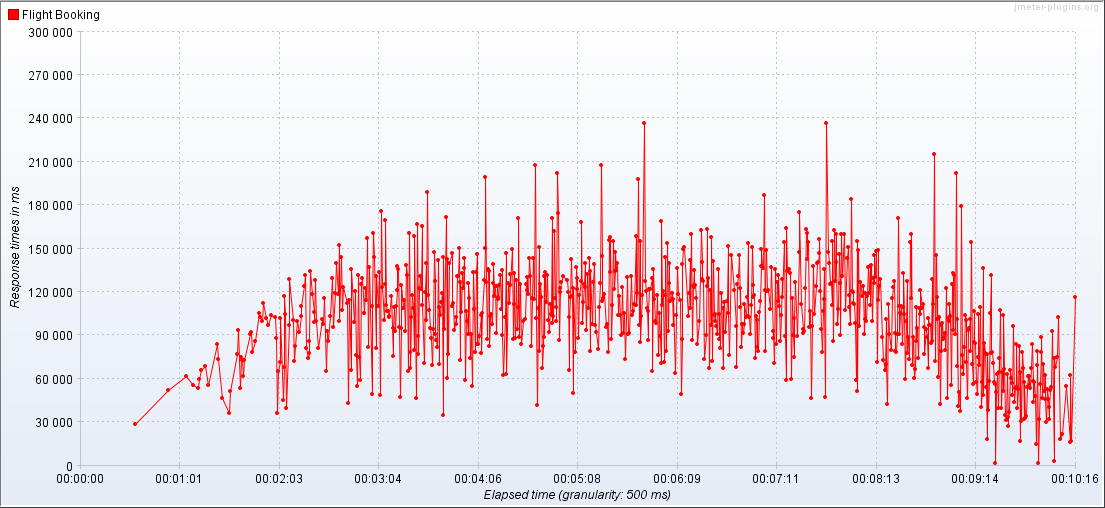 jmeter-plugins.org
Flight Booking
300 000
270 000
240 000
210 000
180 000
150 000
120 000
90 000
60 000
30 000
0
Response times in ms
00:00:00 00:01:01 00:02:03 00:03:04 00:04:06 00:05:08 00:06:09 00:07:11 00:08:13 00:09:14 00:10:16
Elapsed time (granularity: 500 ms)